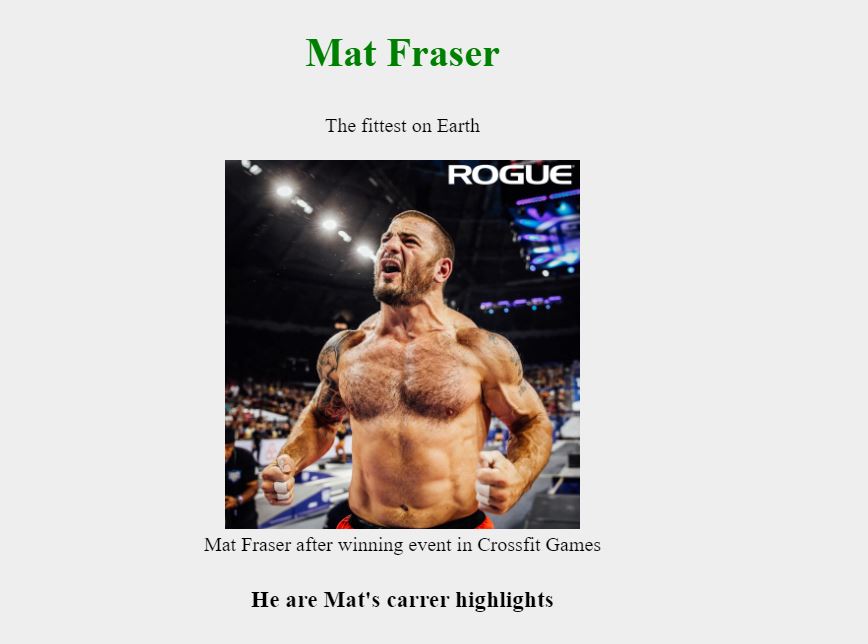 Mat Fraser
The fittest on Earth
ROGUE
Mat Fraser after winning event in Crossfit Games
He are Mat's carrer highlights